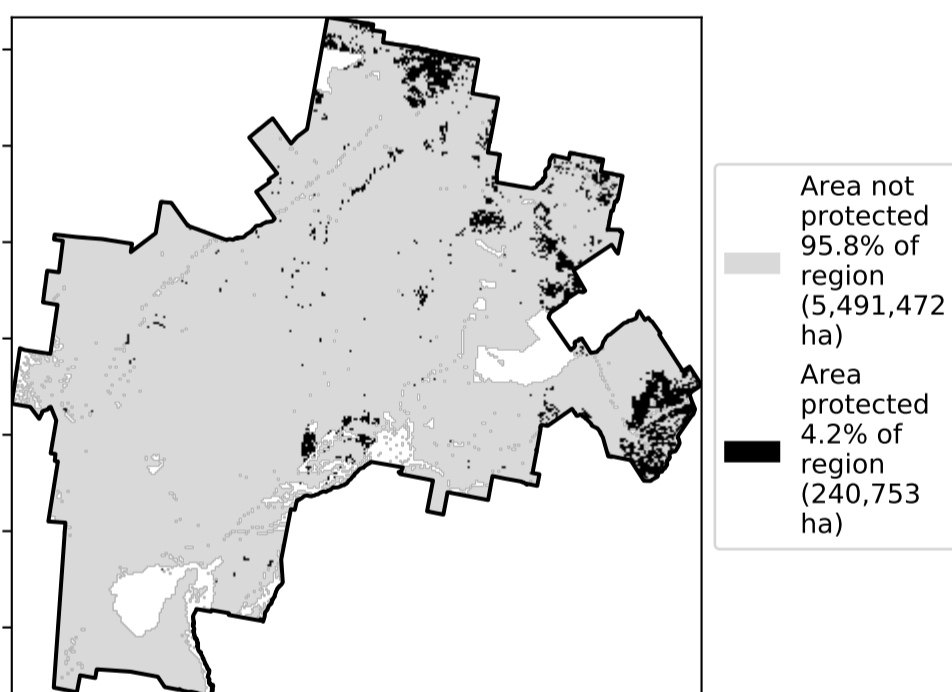 Area not
protected
95.8% of
region
(5,491,472
ha)
Area
protected
4.2% of
region
(240,753
ha)